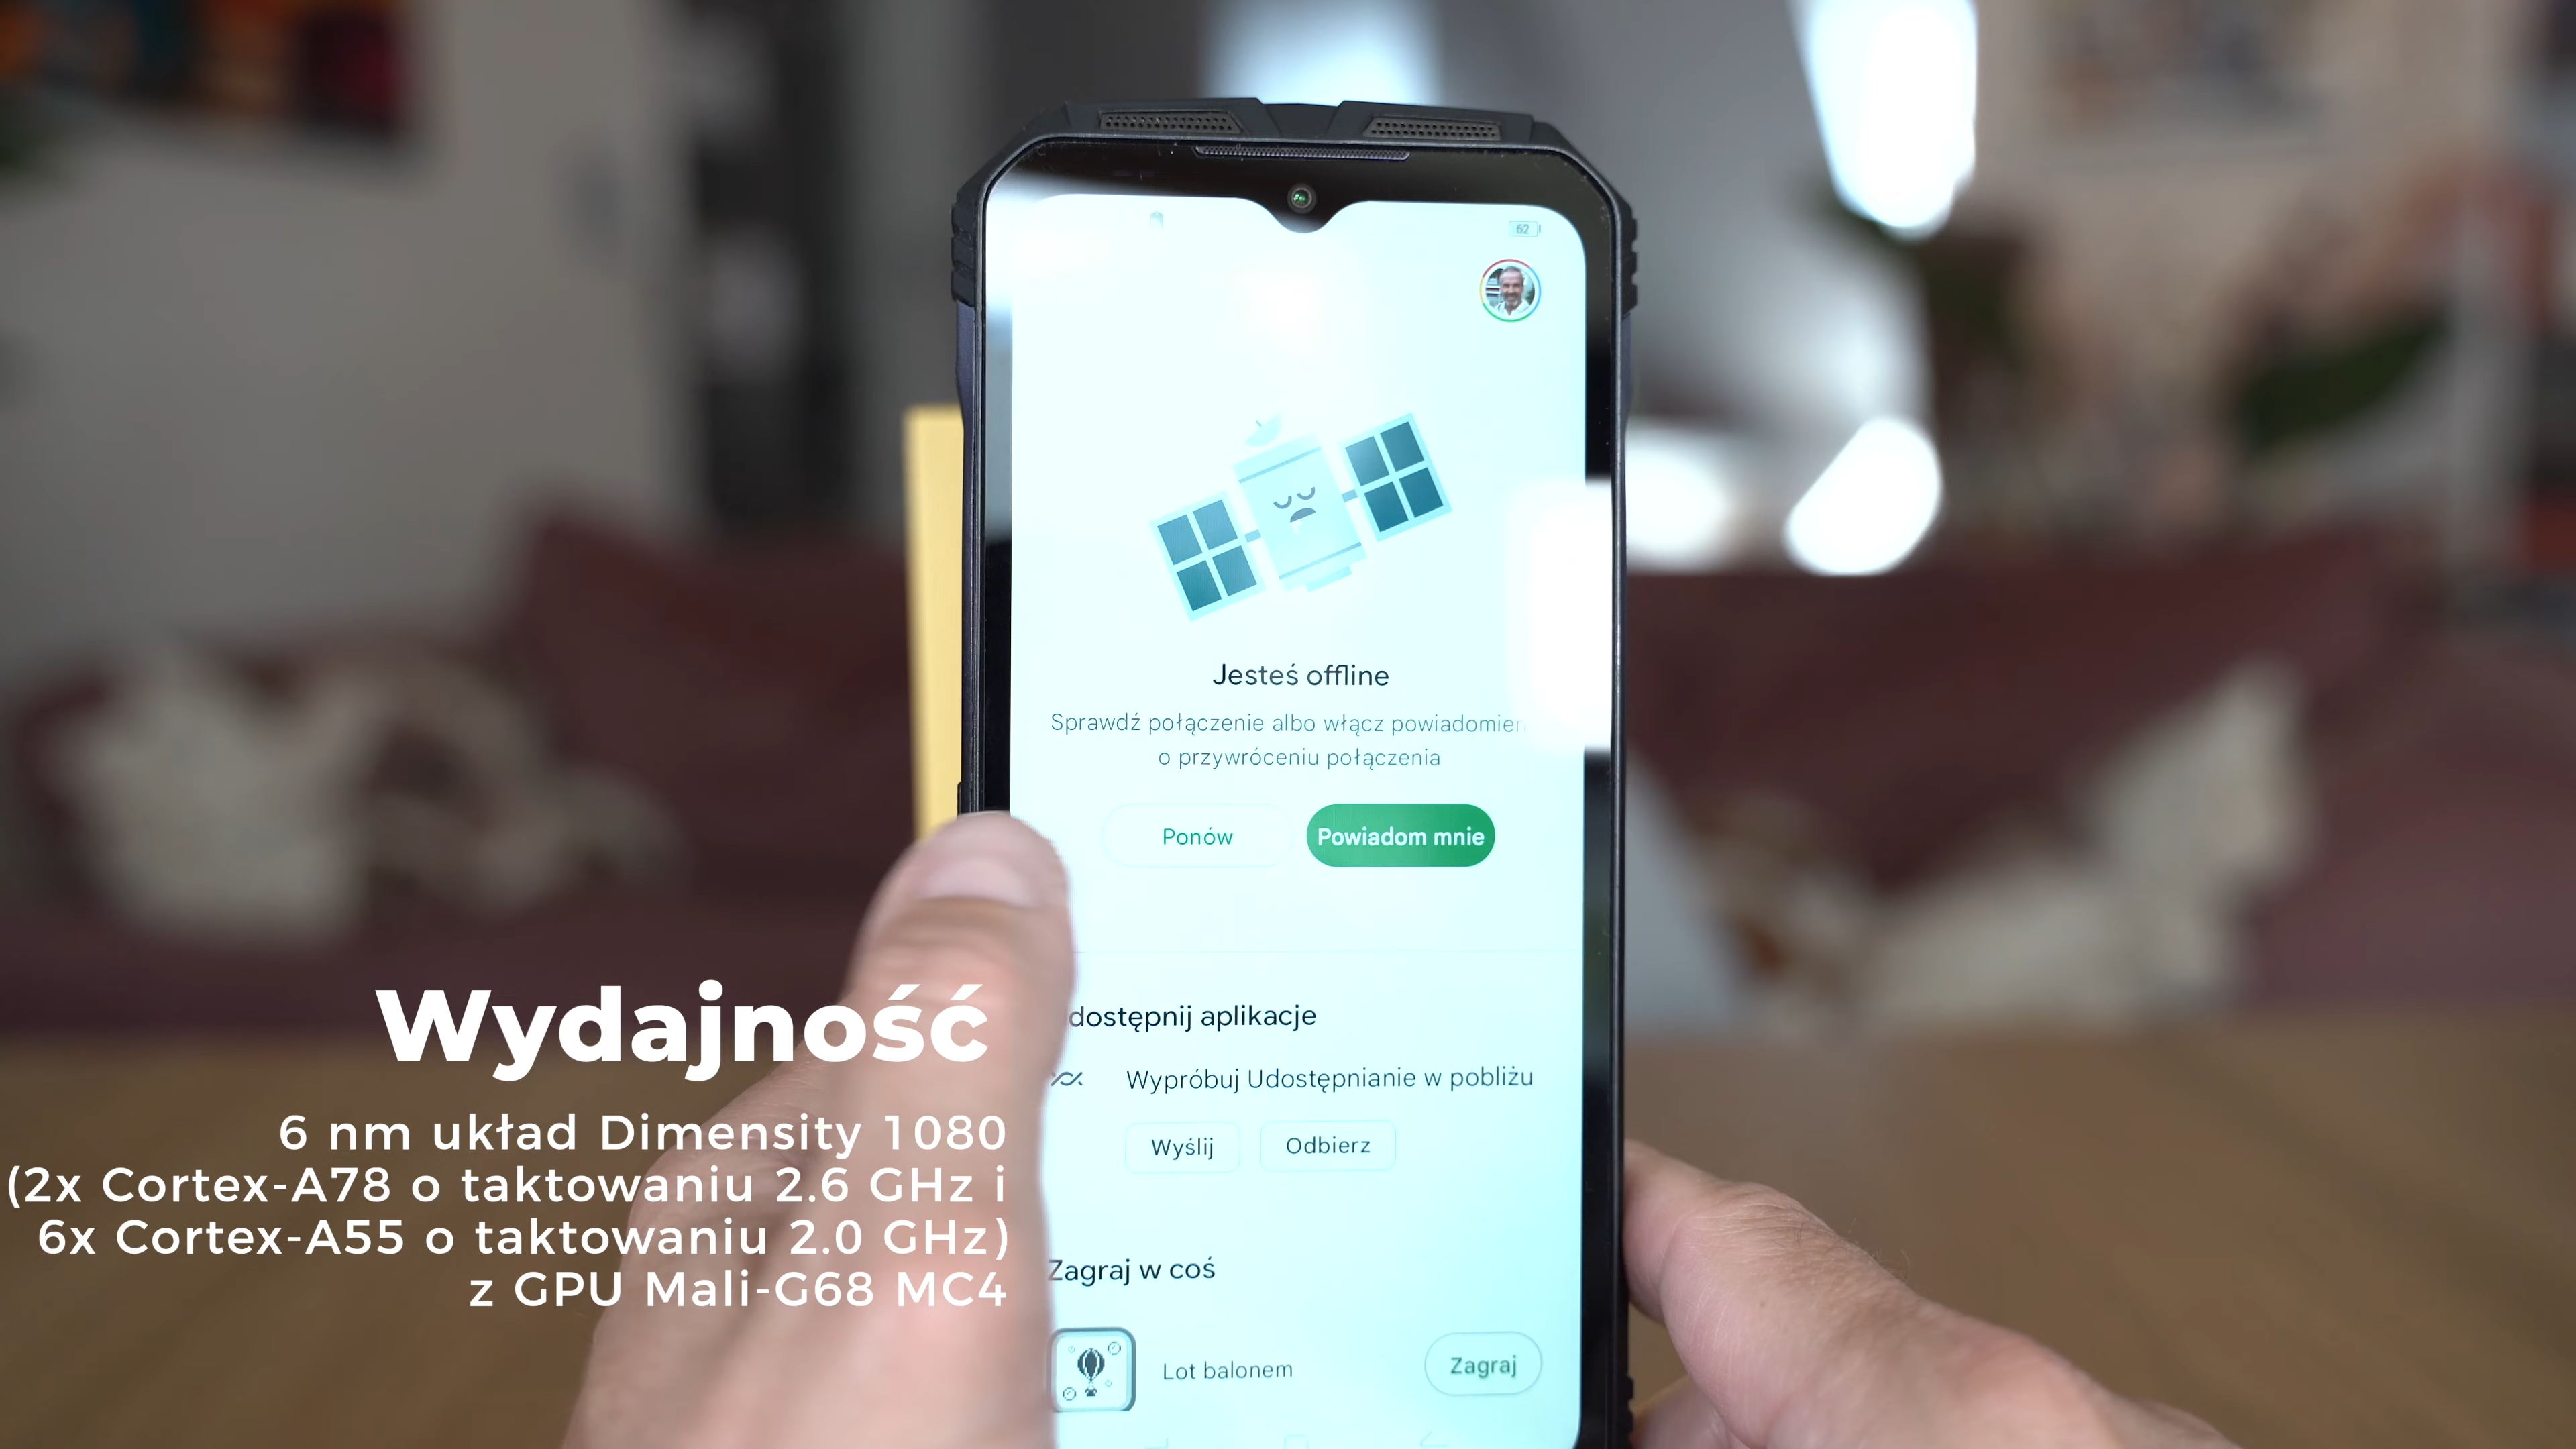 62
Jesteś offline
Sprawdź połączenie albo włącz
o przywróceniu połączenia
Ponów
Powiadom mnie
dostępnij aplikacje
Wypróbuj Udostępnianie w pobliżu
Wyślij
Odbierz
Zagraj w coś
Lot balonem
Zagraj
Wydajność
6 nm układ Dimensity 1080
(2x Cortex-A78 o taktowaniu 2.6 GHz i
6x Cortex-A55 o taktowaniu 2.0 GHz)
z GPU Mali-G68 MC4